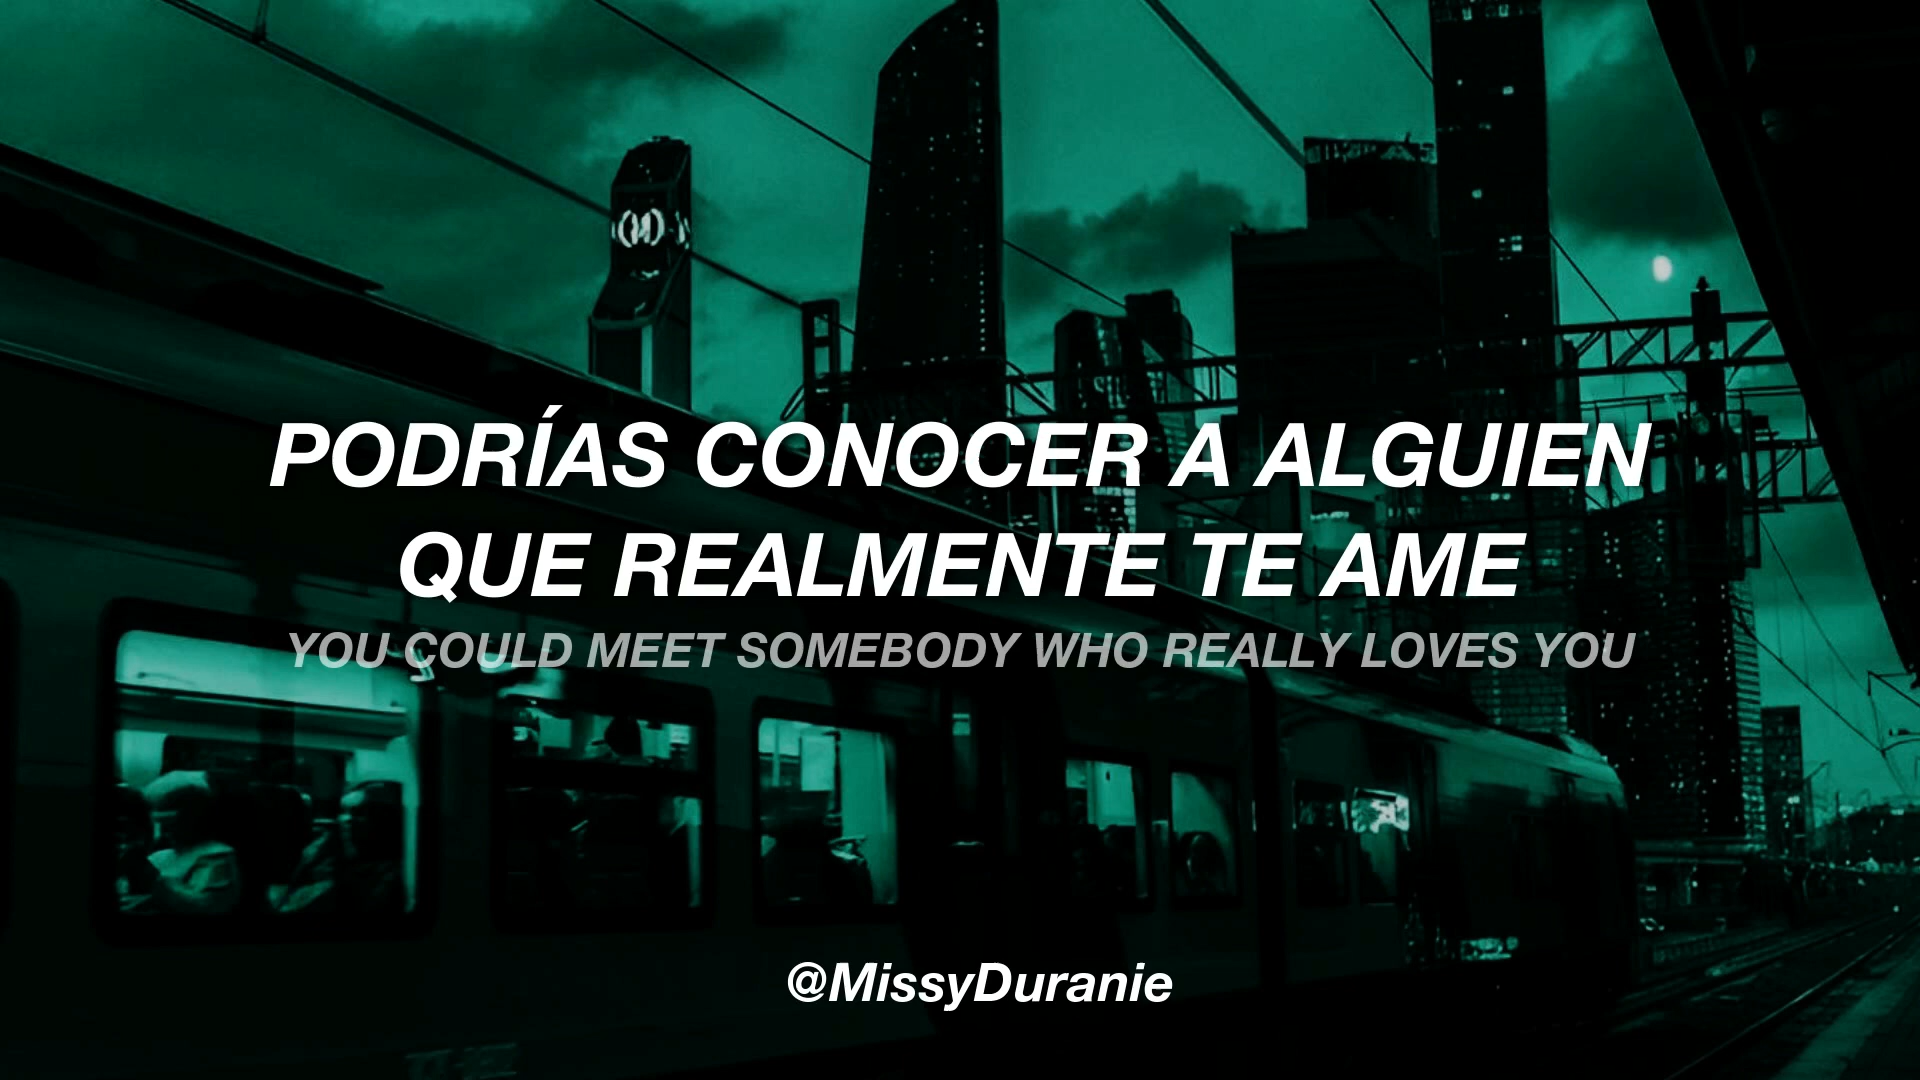 PODRÍAS CONOCER A ALGUIEN
QUE REALMENTE TE AME
YOU COULD MEET SOMEBODY WHO REALLY LOVES YOU
@MissyDuranie